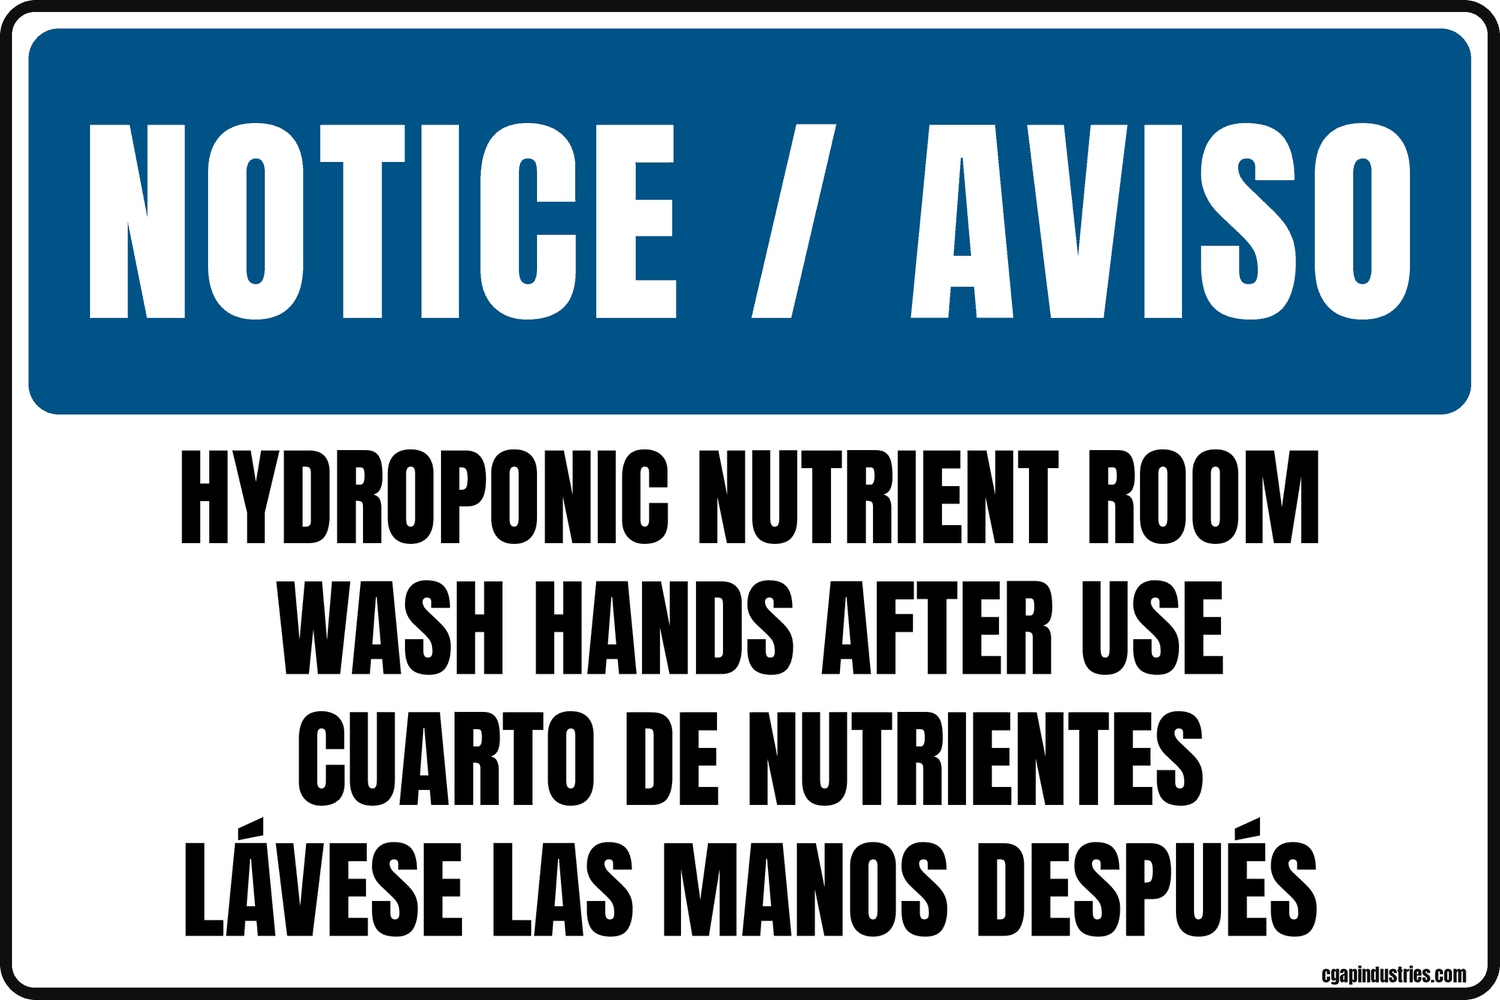 NOTICE / AVISO
HYDROPONIC NUTRIENT ROOM
WASH HANDS AFTER USE
CUARTO DE NUTRIENTES
LÁVESE LAS MANOS DESPUÉS
cgapindustries.com